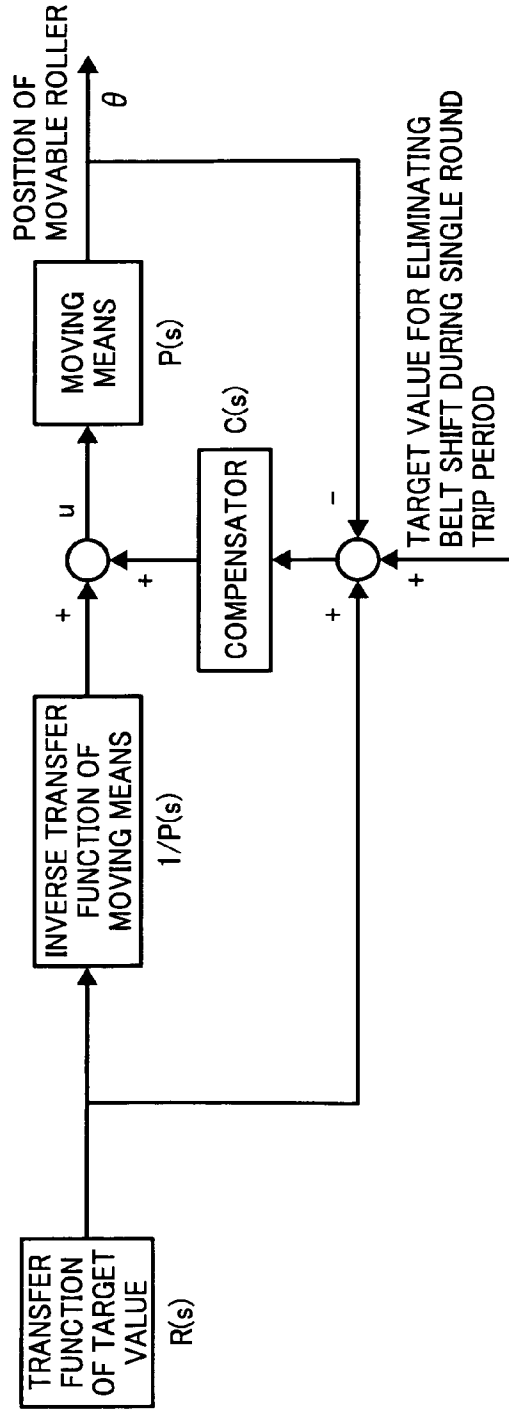 TRANSFER
FUNCTION
OF TARGET
VALUE
R(s)
INVERSE TRANSFER
FUNCTION OF
MOVING MEANS
1/P(s)
+
u
+
MOVING
MEANS
P(s)
POSITION OF
MOVABLE ROLLER
θ
COMPENSATOR
C(s)
+
−
+
TARGET VALUE FOR ELIMINATING
BELT SHIFT DURING SINGLE ROUND
TRIP PERIOD